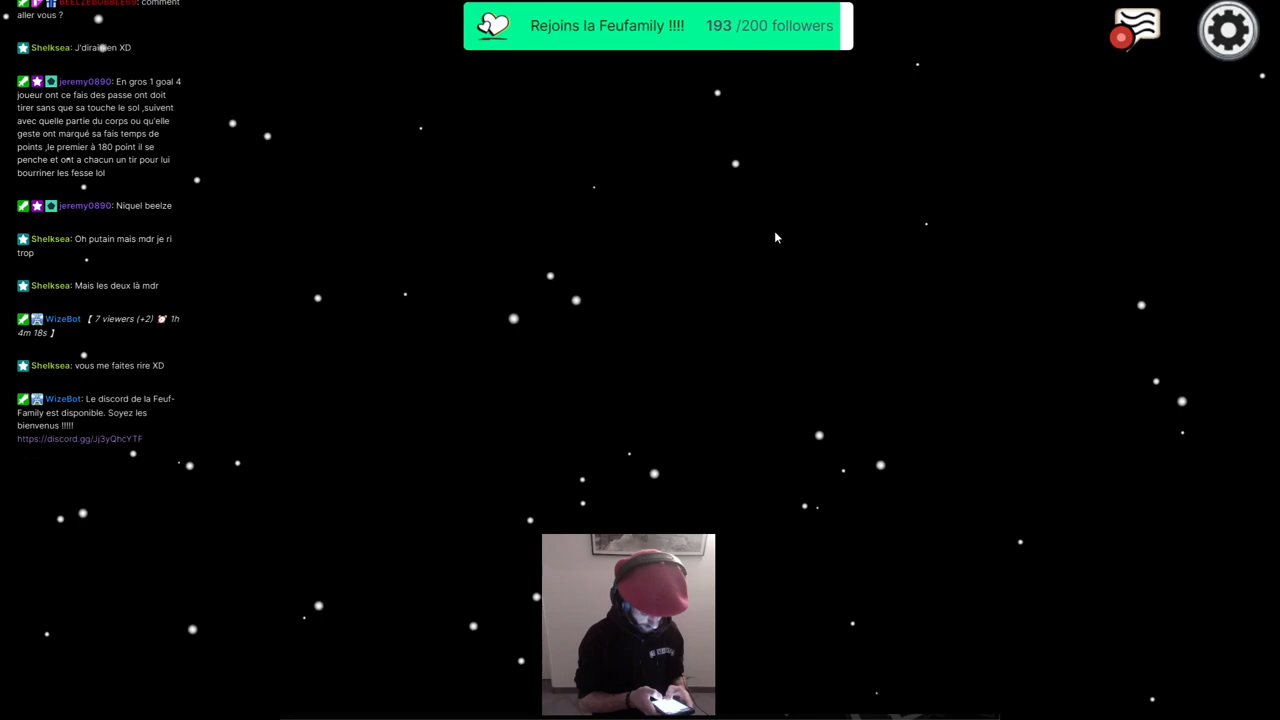 BEELZEBUBBLE69: comment
aller vous ?
Rejoins la Feufamily !!!! 193 /200 followers
Shelksea: J'dirai en XD
jeremy0890: En gros 1 goal 4
joueur ont ce fais des passe ont doit
tirer sans que sa touche le sol ,suivent
avec quelle partie du corps ou qu'elle
geste ont marqué sa fais temps de
points ,le premier à 180 point il se
penche et ont a chacun un tir pour lui
bourriner les fesse lol
jeremy0890: Niquel beelze
Shelksea: Oh putain mais mdr je ri
trop
Shelksea: Mais les deux là mdr
WizeBot 【 7 viewers (+2) ⏰ 1h
4m 18s 】
Shelksea: vous me faites rire XD
WizeBot: Le discord de la Feuf-
Family est disponible. Soyez les
bienvenus !!!!!
https://discord.gg/Jj3yQhcYTF